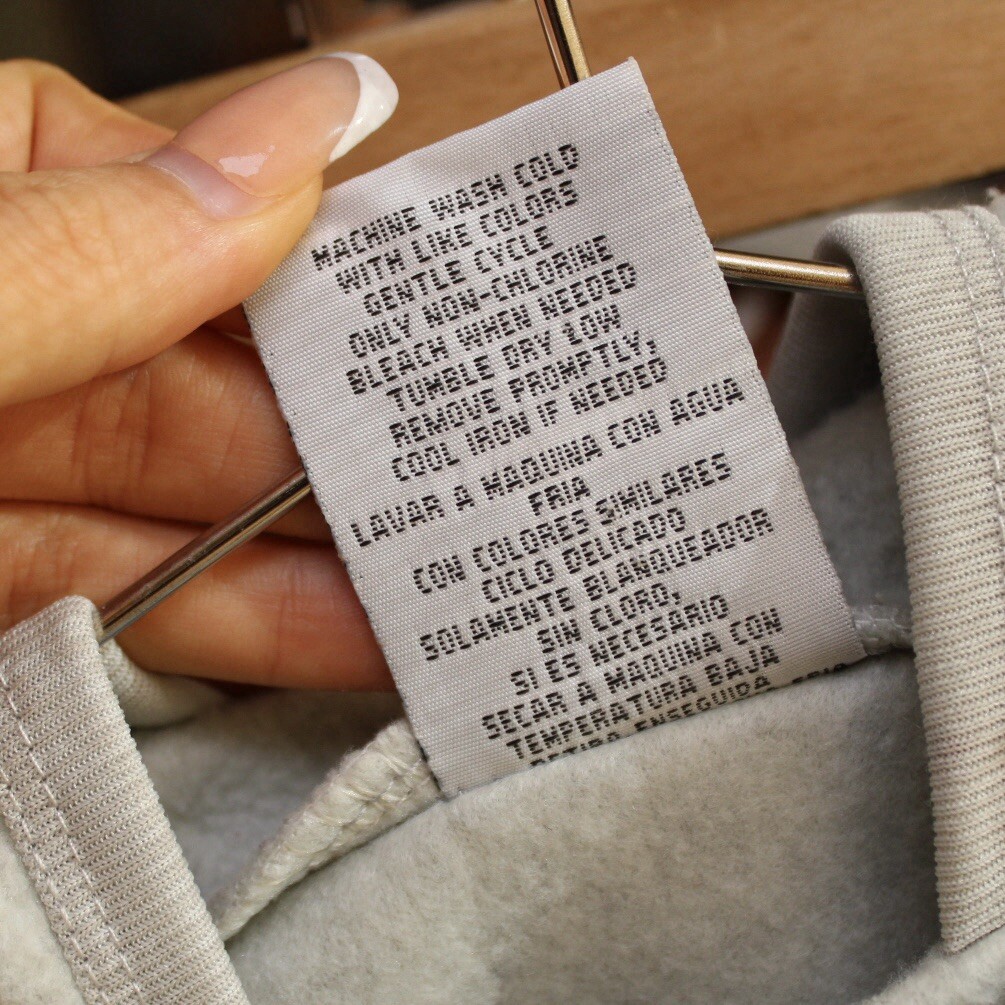 MACHINE WASH COLD
WITH LIKE COLORS
GENTLE CYCLE
ONLY NON-CHLORINE
BLEACH WHEN NEEDED
TUMBLE DRY LOW
REMOVE PROMPTLY,
COOL IRON IF NEEDED
LAVAR A MAQUINA CON AGUA
FRIA
CON COLORES SIMILARES
CICLO DELICADO
SOLAMENTE BLANQUEADOR
SIN CLORO,
SI ES NECESARIO
SECAR A MAQUINA CON
TEMPERATURA BAJA
RETIRA ENSEGUIDA